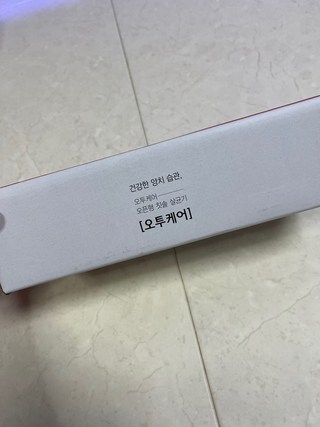 건강한 양치 습관,
오투케어
오픈형 칫솔 살균기
[오투케어]